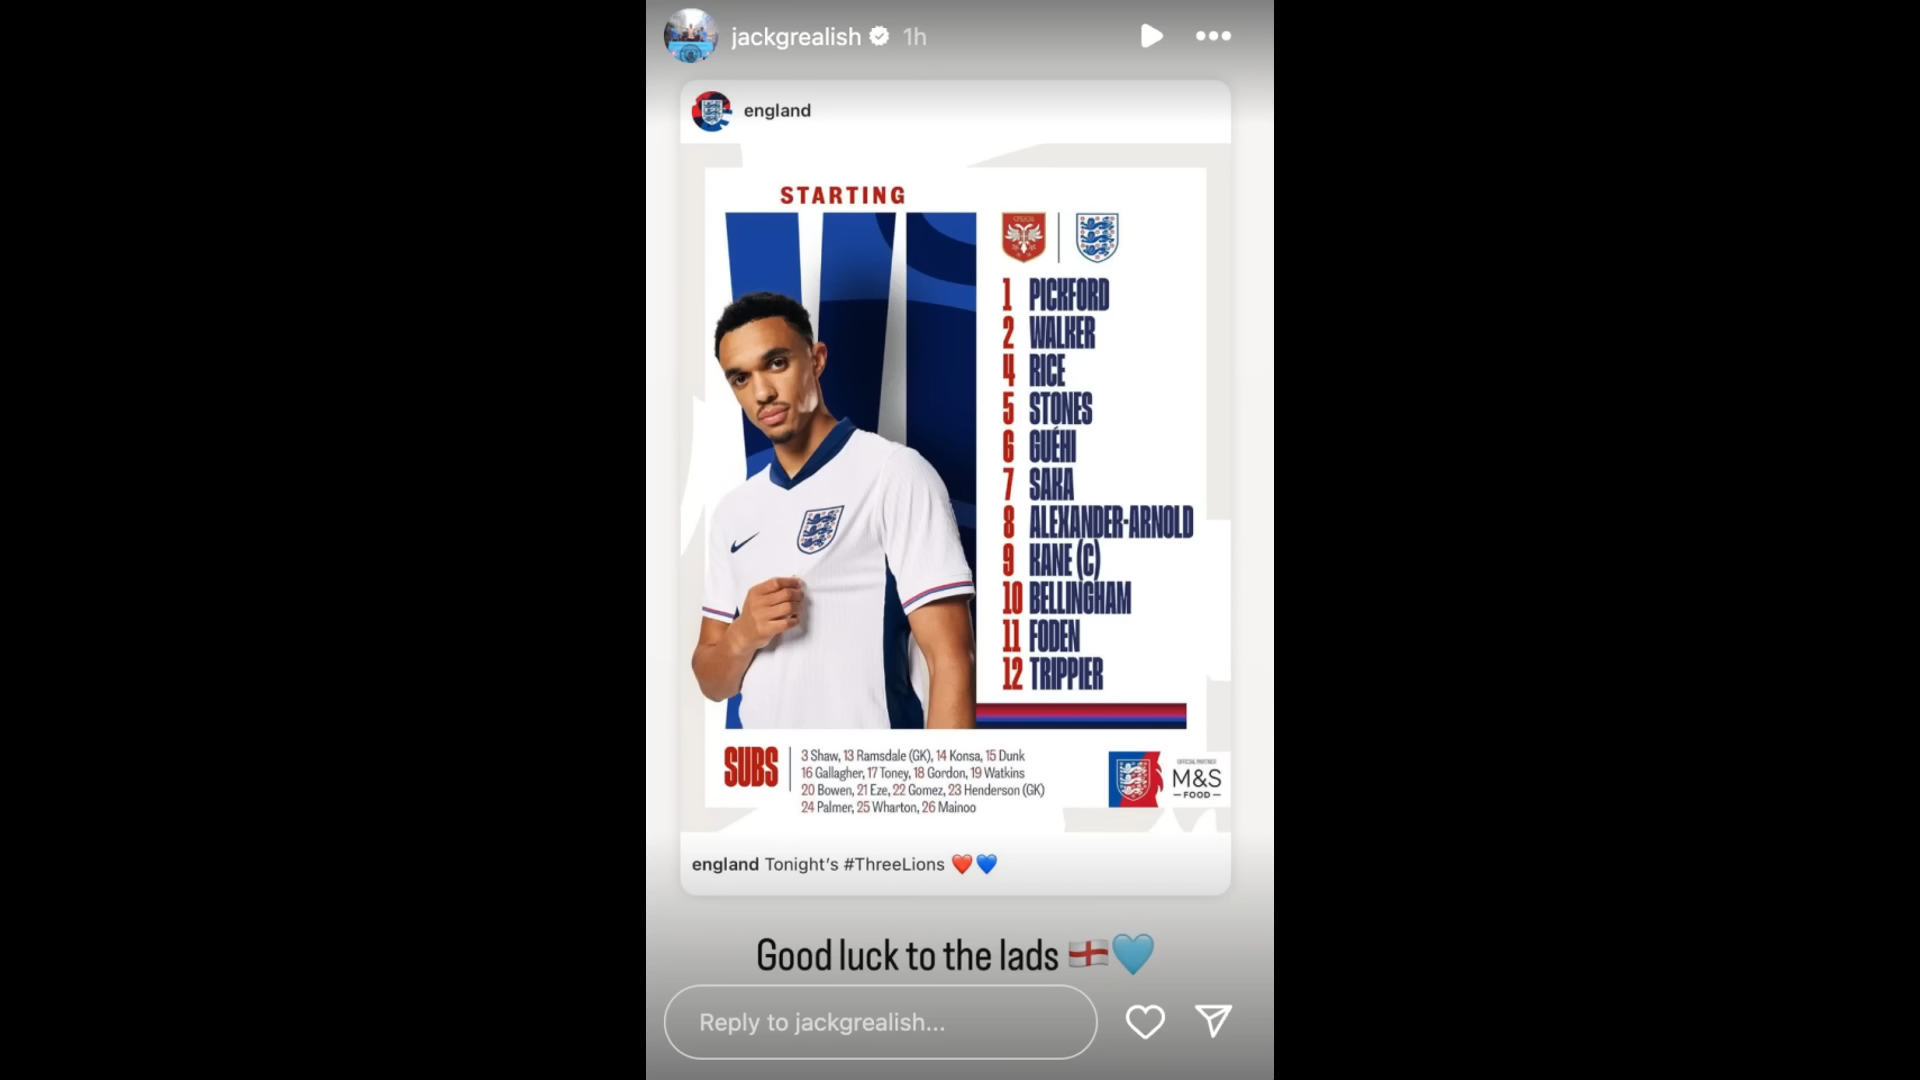 jackgrealish 1h
england
STARTING
1 PICKFORD
2 WALKER
4 RICE
5 STONES
6 GUÉHI
7 SAKA
8 ALEXANDER-ARNOLD
9 KANE (C)
10 BELLINGHAM
11 FODEN
12 TRIPPIER
SUBS
3 Shaw, 13 Ramsdale (GK), 14 Konsa, 15 Dunk
16 Gallagher, 17 Toney, 18 Gordon, 19 Watkins
20 Bowen, 21 Eze, 22 Gomez, 23 Henderson (GK)
24 Palmer, 25 Wharton, 26 Mainoo
OFFICIAL PARTNER
M&S
—FOOD—
england Tonight's #ThreeLions ❤️💙
Good luck to the lads 🏴󠁧󠁢󠁥󠁮󠁧󠁿🩵
Reply to jackgrealish...